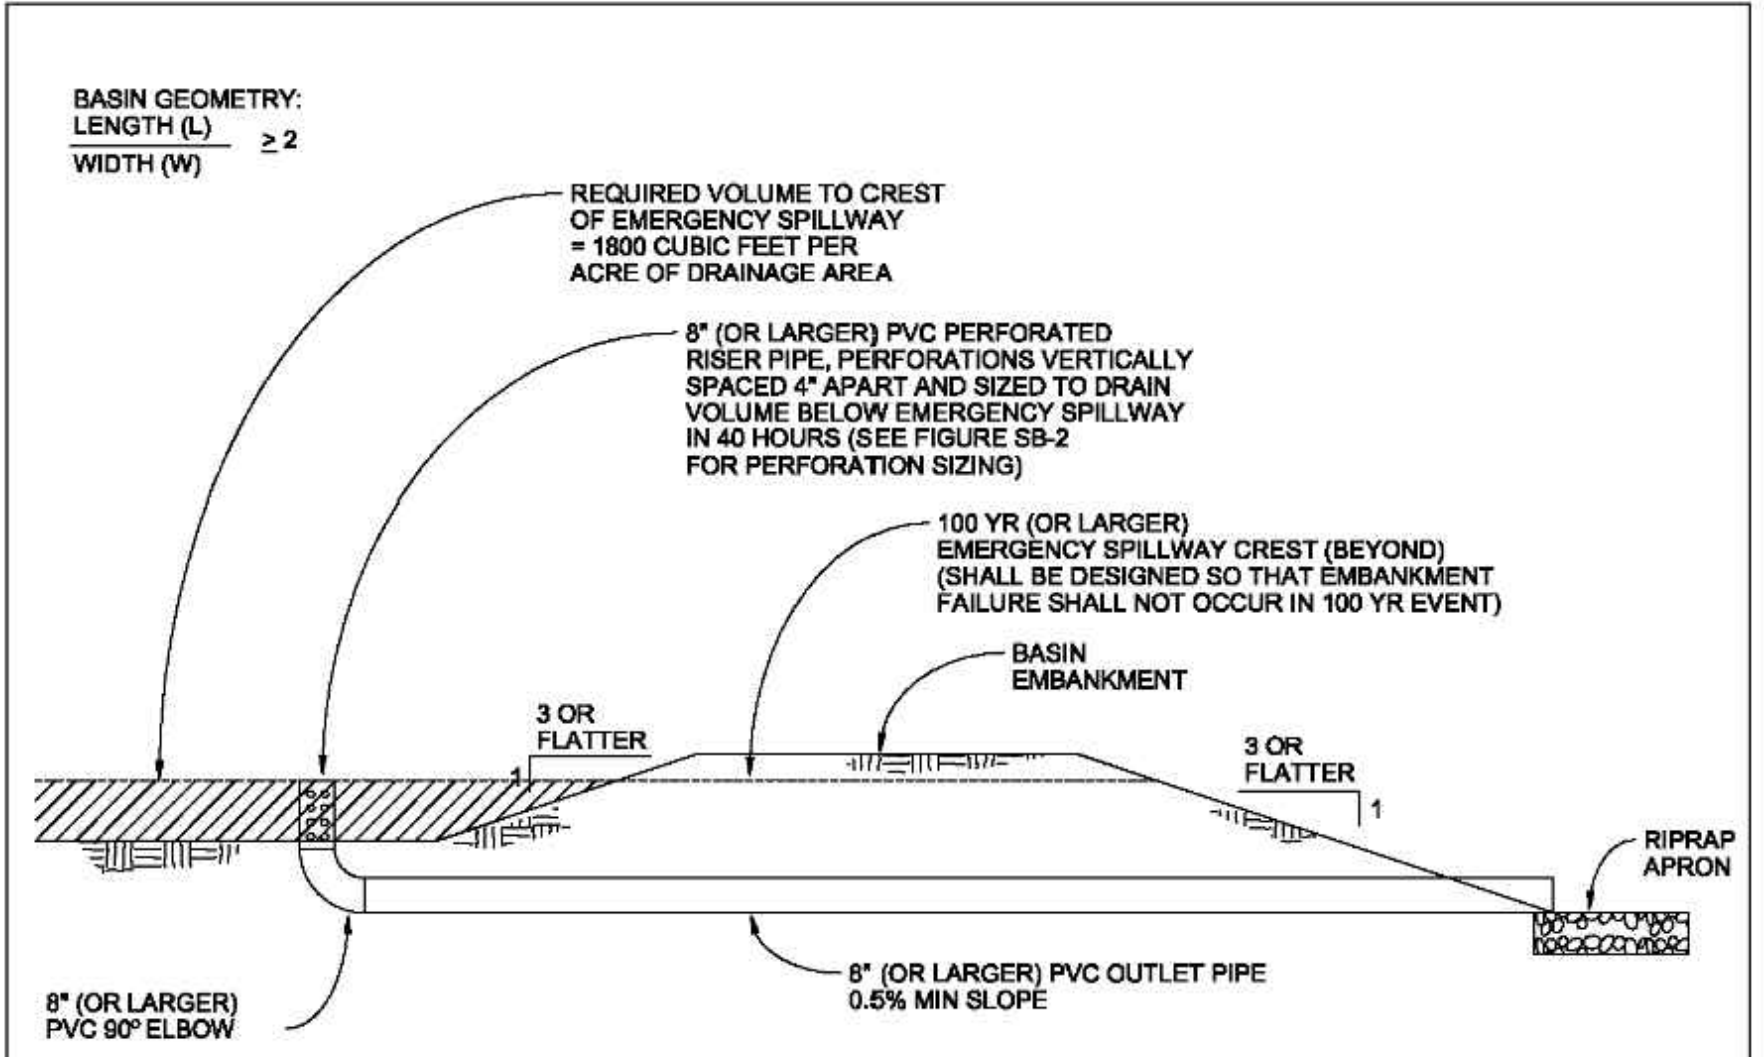 BASIN GEOMETRY:
LENGTH (L)
≥ 2
WIDTH (W)
REQUIRED VOLUME TO CREST
OF EMERGENCY SPILLWAY
= 1800 CUBIC FEET PER
ACRE OF DRAINAGE AREA
8" (OR LARGER) PVC PERFORATED
RISER PIPE, PERFORATIONS VERTICALLY
SPACED 4" APART AND SIZED TO DRAIN
VOLUME BELOW EMERGENCY SPILLWAY
IN 40 HOURS (SEE FIGURE SB-2
FOR PERFORATION SIZING)
100 YR (OR LARGER)
EMERGENCY SPILLWAY CREST (BEYOND)
(SHALL BE DESIGNED SO THAT EMBANKMENT
FAILURE SHALL NOT OCCUR IN 100 YR EVENT)
BASIN
EMBANKMENT
3 OR
FLATTER
1
3 OR
FLATTER
1
RIPRAP
APRON
8" (OR LARGER) PVC OUTLET PIPE
0.5% MIN SLOPE
8" (OR LARGER)
PVC 90º ELBOW